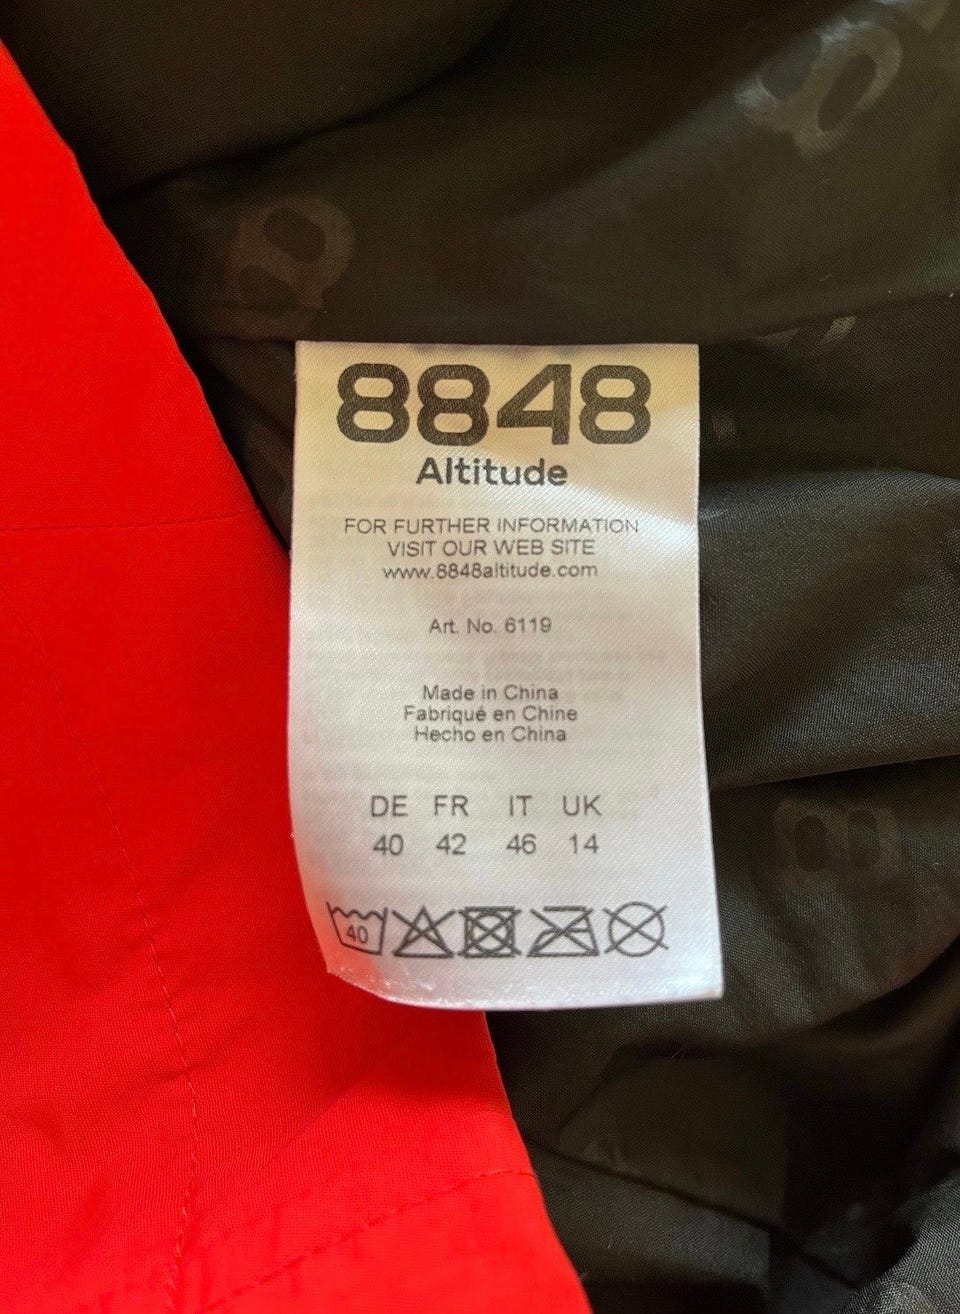 8848
Altitude
FOR FURTHER INFORMATION
VISIT OUR WEB SITE
www.8848altitude.com
Art. No. 6119
Made in China
Fabriqué en Chine
Hecho en China
DE FR IT UK
40 42 46 14
40